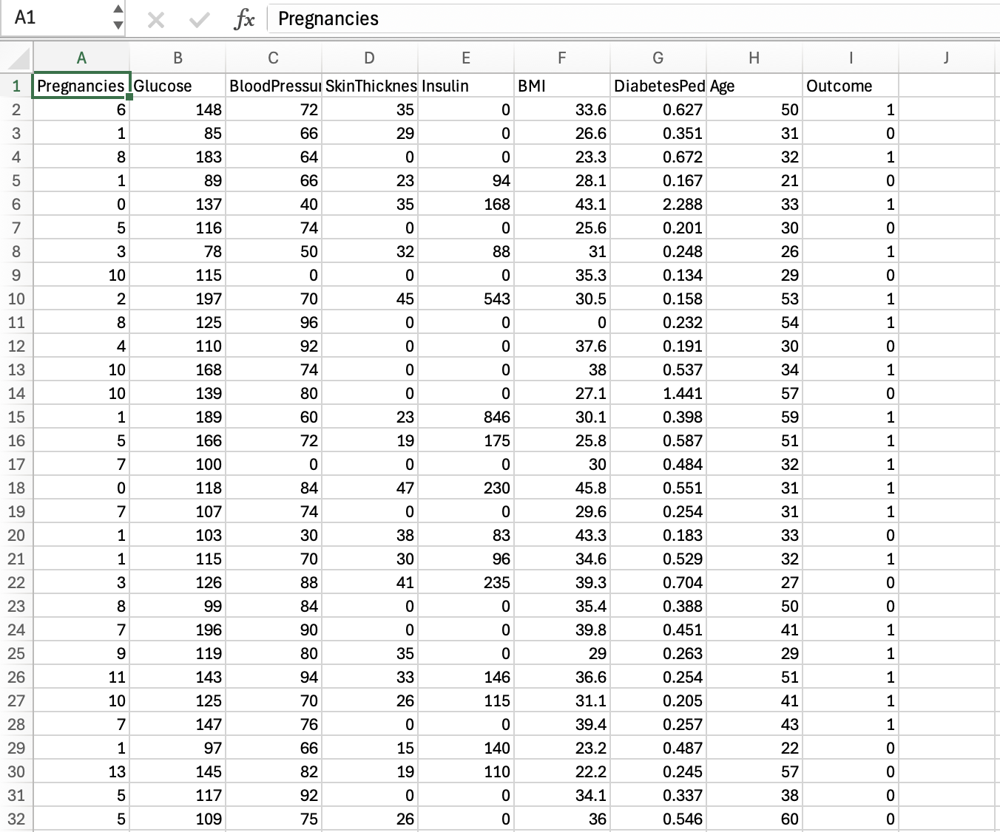 A1 fx Pregnancies
A B C D E F G H I J
1 Pregnancies Glucose BloodPressur SkinThicknes Insulin BMI DiabetesPed Age Outcome
2 6 148 72 35 0 33.6 0.627 50 1
3 1 85 66 29 0 26.6 0.351 31 0
4 8 183 64 0 0 23.3 0.672 32 1
5 1 89 66 23 94 28.1 0.167 21 0
6 0 137 40 35 168 43.1 2.288 33 1
7 5 116 74 0 0 25.6 0.201 30 0
8 3 78 50 32 88 31 0.248 26 1
9 10 115 0 0 0 35.3 0.134 29 0
10 2 197 70 45 543 30.5 0.158 53 1
11 8 125 96 0 0 0 0.232 54 1
12 4 110 92 0 0 37.6 0.191 30 0
13 10 168 74 0 0 38 0.537 34 1
14 10 139 80 0 0 27.1 1.441 57 0
15 1 189 60 23 846 30.1 0.398 59 1
16 5 166 72 19 175 25.8 0.587 51 1
17 7 100 0 0 0 30 0.484 32 1
18 0 118 84 47 230 45.8 0.551 31 1
19 7 107 74 0 0 29.6 0.254 31 1
20 1 103 30 38 83 43.3 0.183 33 0
21 1 115 70 30 96 34.6 0.529 32 1
22 3 126 88 41 235 39.3 0.704 27 0
23 8 99 84 0 0 35.4 0.388 50 0
24 7 196 90 0 0 39.8 0.451 41 1
25 9 119 80 35 0 29 0.263 29 1
26 11 143 94 33 146 36.6 0.254 51 1
27 10 125 70 26 115 31.1 0.205 41 1
28 7 147 76 0 0 39.4 0.257 43 1
29 1 97 66 15 140 23.2 0.487 22 0
30 13 145 82 19 110 22.2 0.245 57 0
31 5 117 92 0 0 34.1 0.337 38 0
32 5 109 75 26 0 36 0.546 60 0